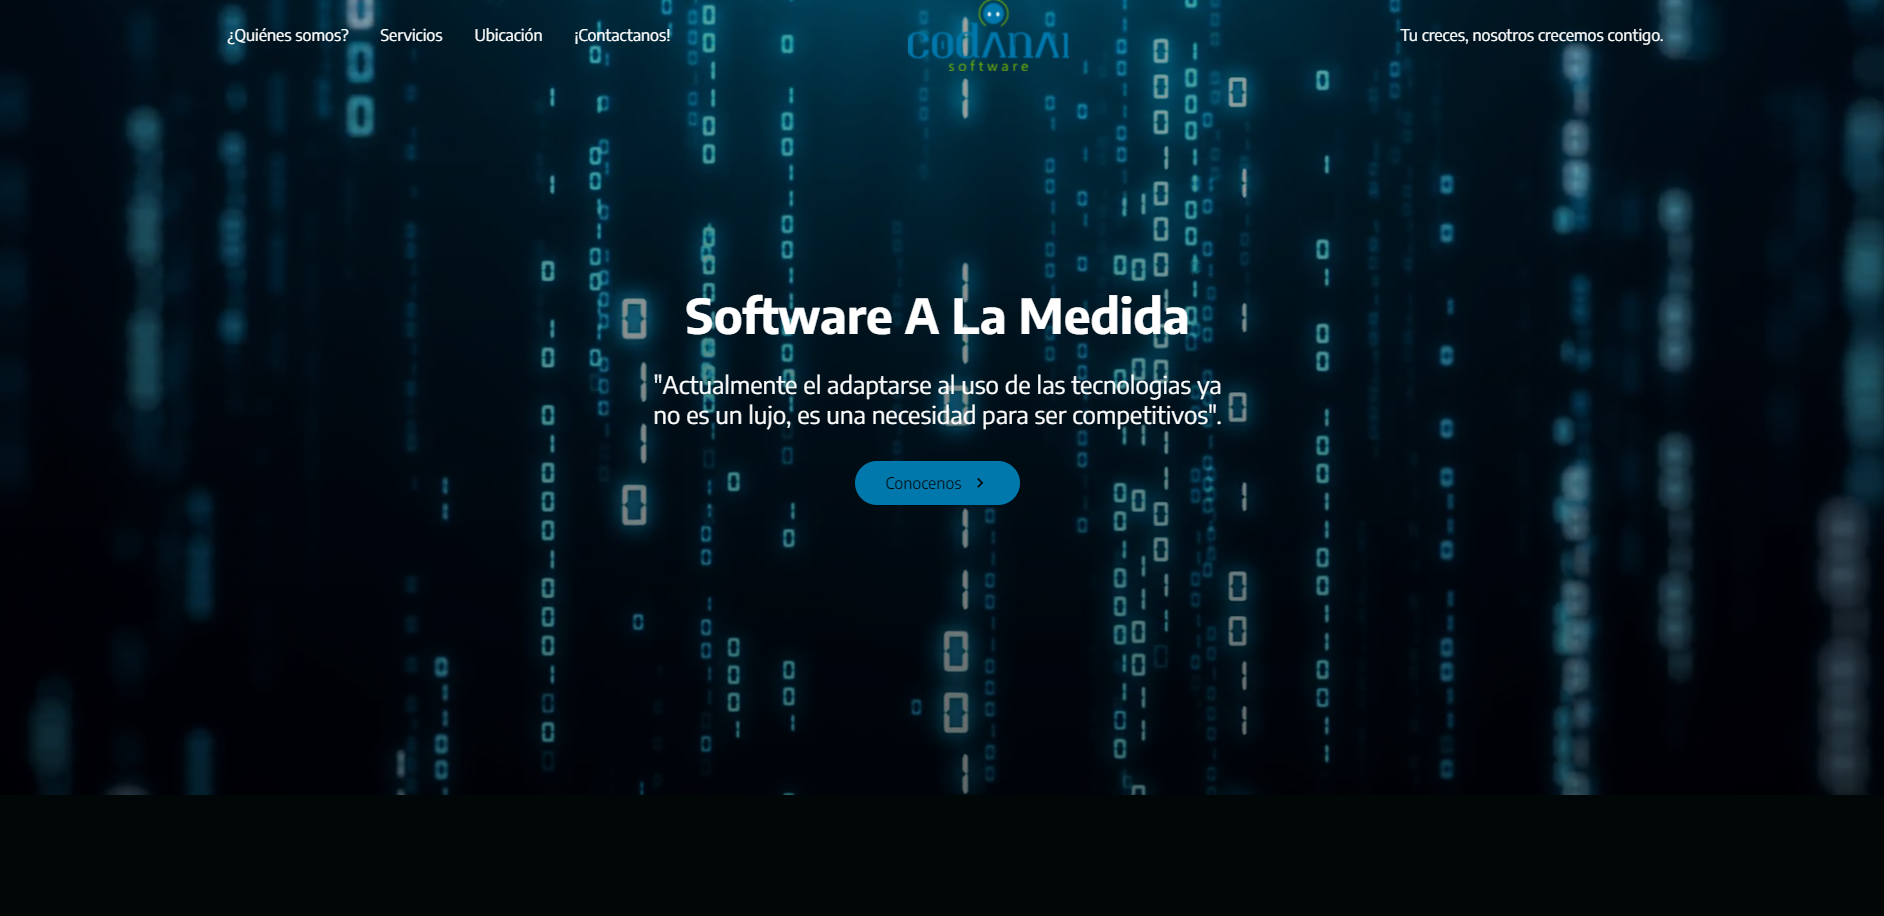 ¿Quiénes somos? Servicios Ubicación ¡Contactanos!
codanai
software
Tu creces, nosotros crecemos contigo.
Software A La Medida
"Actualmente el adaptarse al uso de las tecnologias ya
no es un lujo, es una necesidad para ser competitivos".
Conocenos